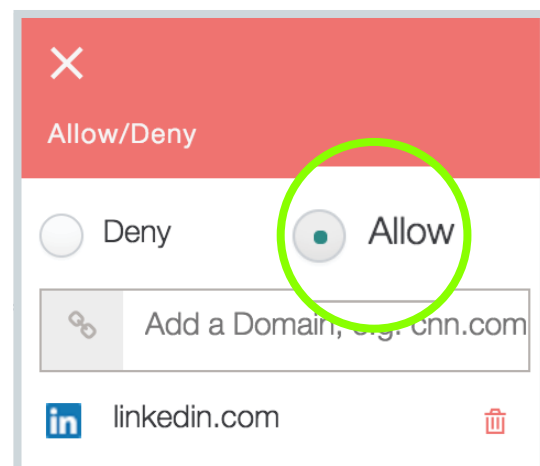 Allow/Deny
Deny Allow
Add a Domain, e.g. cnn.com
in linkedin.com